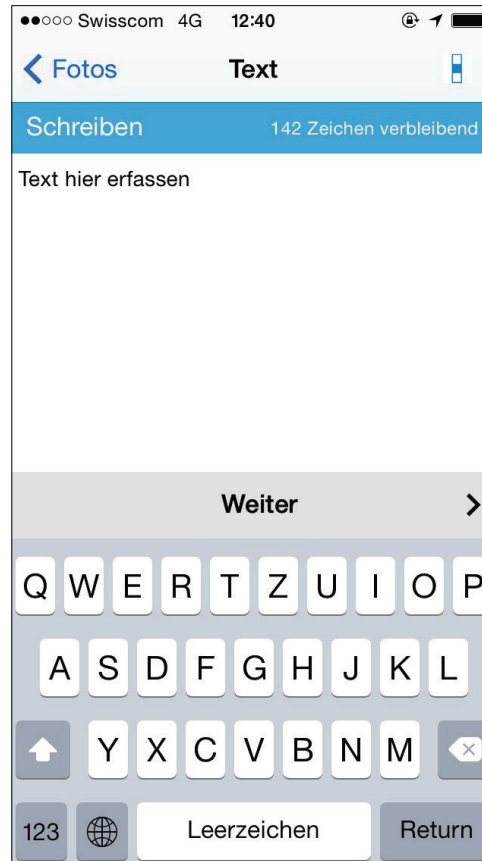 Swisscom 4G 12:40
Fotos Text
Schreiben 142 Zeichen verbleibend
Text hier erfassen
Weiter
Q W E R T Z U I O P
A S D F G H J K L
Y X C V B N M
123 Leerzeichen Return